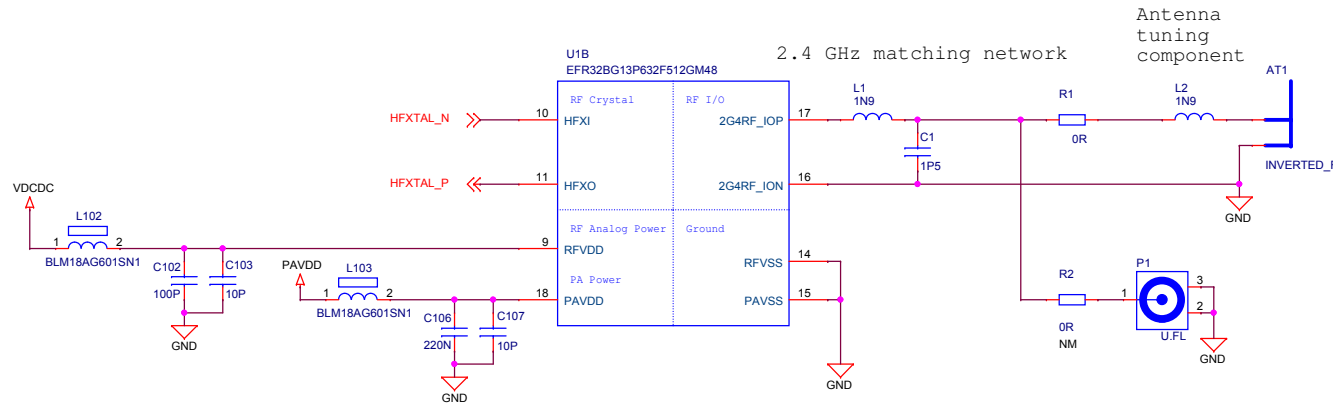 Antenna
tuning
component
2.4 GHz matching network
U1B
EFR32BG13P632F512GM48
AT1
INVERTED_F
RF Crystal
RF I/O
HFXTAL_N
10
HFXI
2G4RF_IOP
17
L1
1N9
C1
1P5
R1
0R
L2
1N9
HFXTAL_P
11
HFXO
2G4RF_ION
16
GND
VDCDC
L102
1
2
BLM18AG601SN1
C102
100P
C103
10P
GND
RF Analog Power
Ground
9
RFVDD
RFVSS
14
PAVDD
L103
1
2
BLM18AG601SN1
PA Power
18
PAVDD
PAVSS
15
C106
220N
C107
10P
GND
GND
R2
0R
NM
P1
1
3
2
U.FL
GND